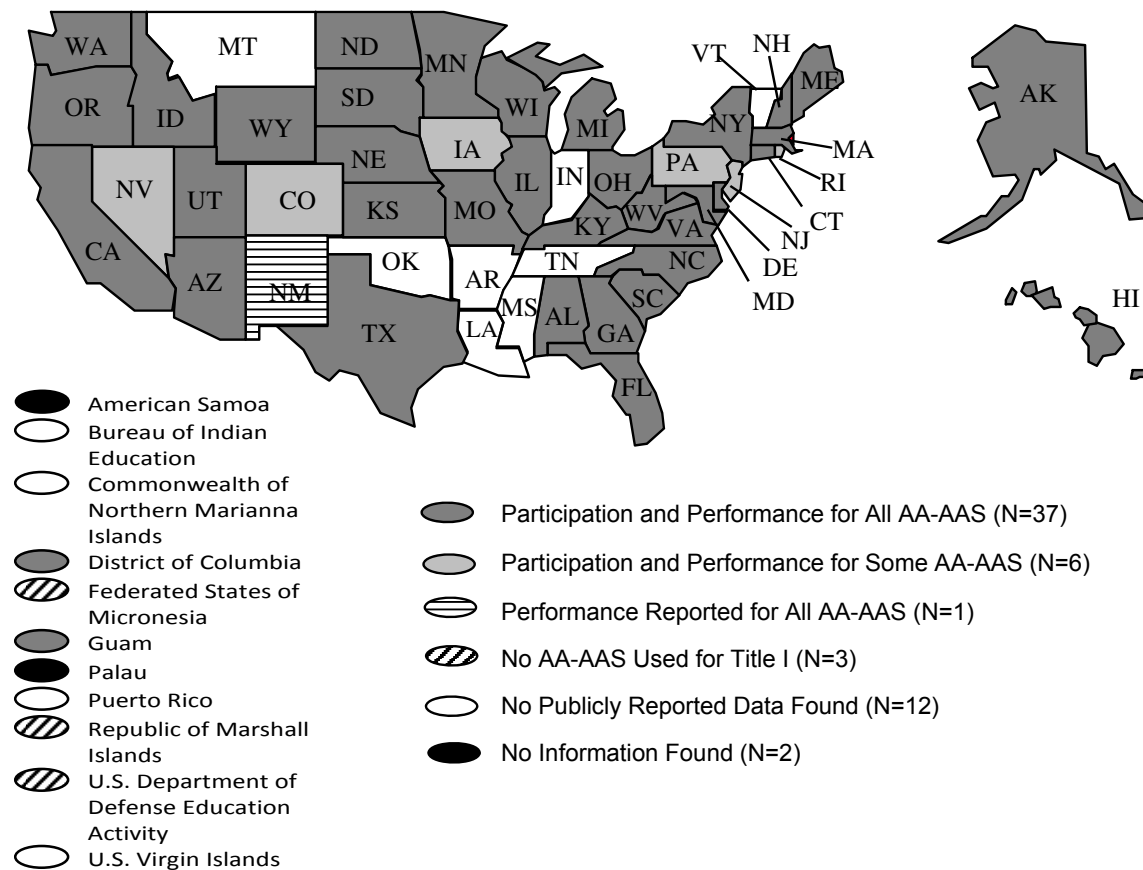 WA
MT
ND
MN
VT
NH
ME
AK
OR
ID
SD
WI
MI
NY
WY
MA
IA
PA
NE
RI
NV
UT
CO
IL
IN
OH
CT
KS
MO
WV
NJ
CA
KY
VA
DE
OK
TN
NC
MD
AZ
NM
AR
SC
HI
MS
AL
GA
TX
LA
FL
American Samoa
Bureau of Indian
Education
Commonwealth of
Northern Marianna
Islands
District of Columbia
Federated States of
Micronesia
Guam
Palau
Puerto Rico
Republic of Marshall
Islands
U.S. Department of
Defense Education
Activity
U.S. Virgin Islands
Participation and Performance for All AA-AAS (N=37)
Participation and Performance for Some AA-AAS (N=6)
Performance Reported for All AA-AAS (N=1)
No AA-AAS Used for Title I (N=3)
No Publicly Reported Data Found (N=12)
No Information Found (N=2)